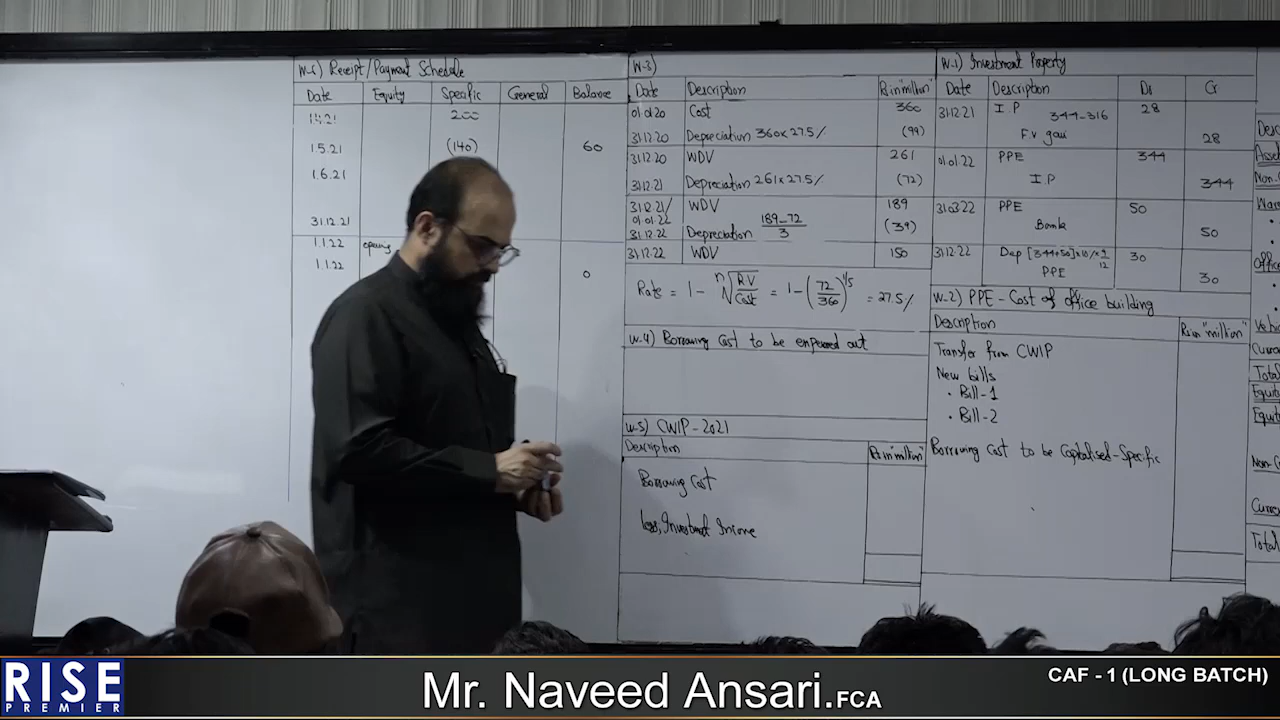 W-6) Receipt/Payment Schedule
Date Equity Specific General Balance
1.4.21 200
1.5.21 (140) 60
1.6.21
31.12.21
1.1.22 opening
1.1.22 0
W-3)
Date Description Rs in "million"
01.01.20 Cost 360
31.12.20 Depreciation 360x27.5% (99)
31.12.20 WDV 261
31.12.21 Depreciation 261x27.5% (72)
31.12.21/ WDV 189
01.01.22
31.12.22 Depreciation 189-72 / 3 (39)
31.12.22 WDV 150
Rate = 1 - n√RV/Cost = 1-(72/360)^1/5 = 27.5%
W-4) Borrowing Cost to be expensed out
W-5) CWIP-2021
Description Rs in "million"
Borrowing Cost
less; Investment Income
W-1) Investment Property
Date Description Dr Cr
31.12.21 I.P 344-316 28
F.v gain 28
01.01.22 PPE 344
I.P 344
31.03.22 PPE 50
Bank 50
31.12.22 Dep [344+50]x10%x9/12 30
PPE 30
W-2) PPE-Cost of office building
Description Rs in "million"
Transfer from CWIP
New bills
• Bill-1
• Bill-2
Borrowing Cost to be Capitalised-Specific
Total
Total
RISE
PREMIER
Mr. Naveed Ansari.FCA
CAF - 1 (LONG BATCH)